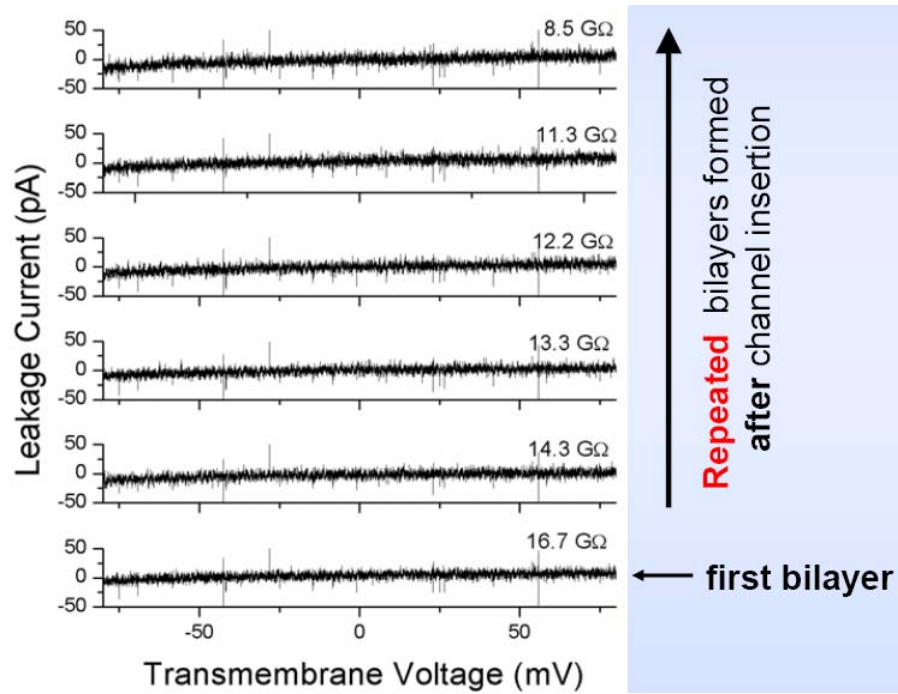 50
0
-50
8.5 GΩ
50
0
-50
11.3 GΩ
50
0
-50
12.2 GΩ
50
0
-50
13.3 GΩ
50
0
-50
14.3 GΩ
50
0
-50
16.7 GΩ
-50
0
50
Transmembrane Voltage (mV)
Leakage Current (pA)
Repeated bilayers formed
after channel insertion
first bilayer